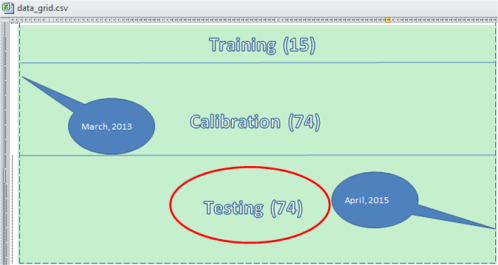 data_grid.csv
Training (15)
March, 2013
Calibration (74)
Testing (74)
April, 2015